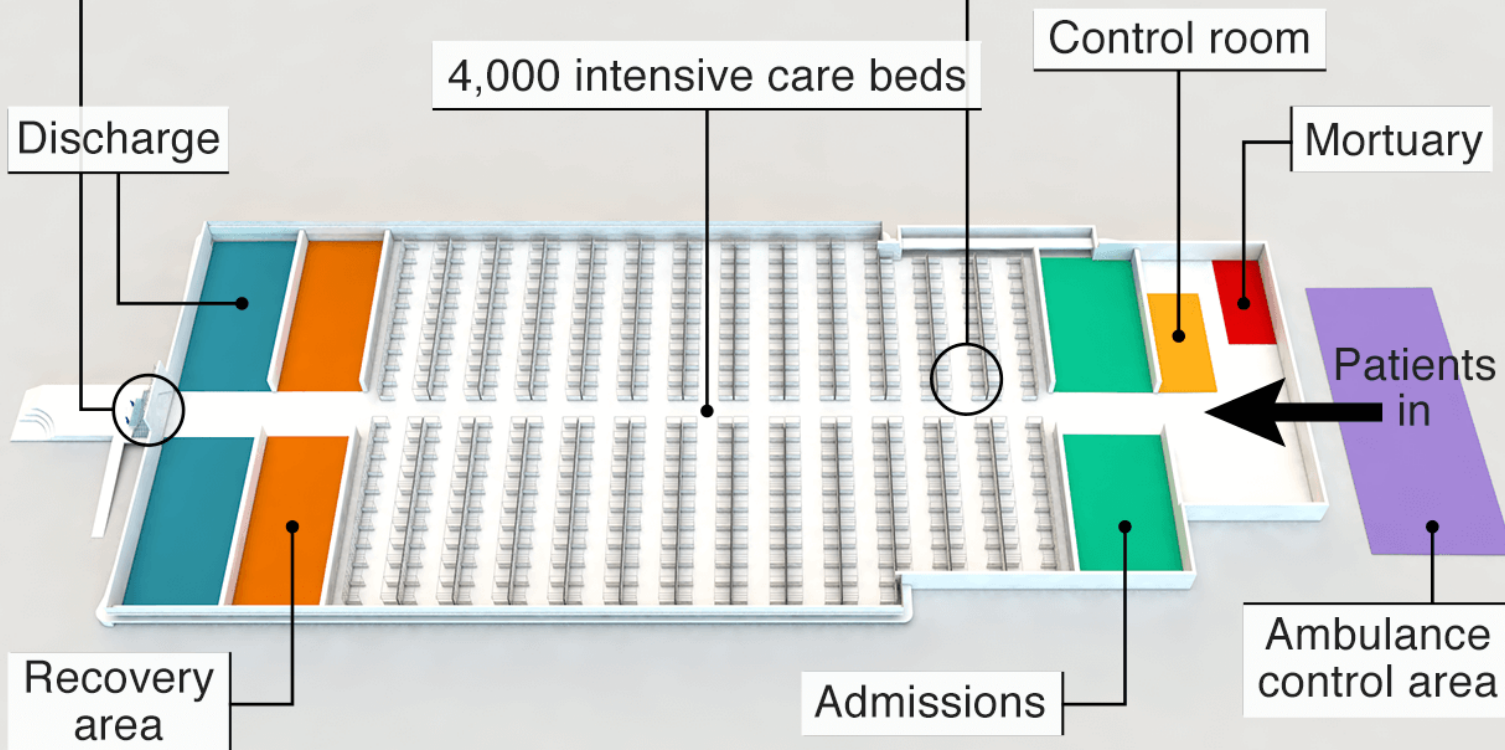 Control room
4,000 intensive care beds
Discharge
Mortuary
Patients
in
Ambulance
control area
Recovery
area
Admissions